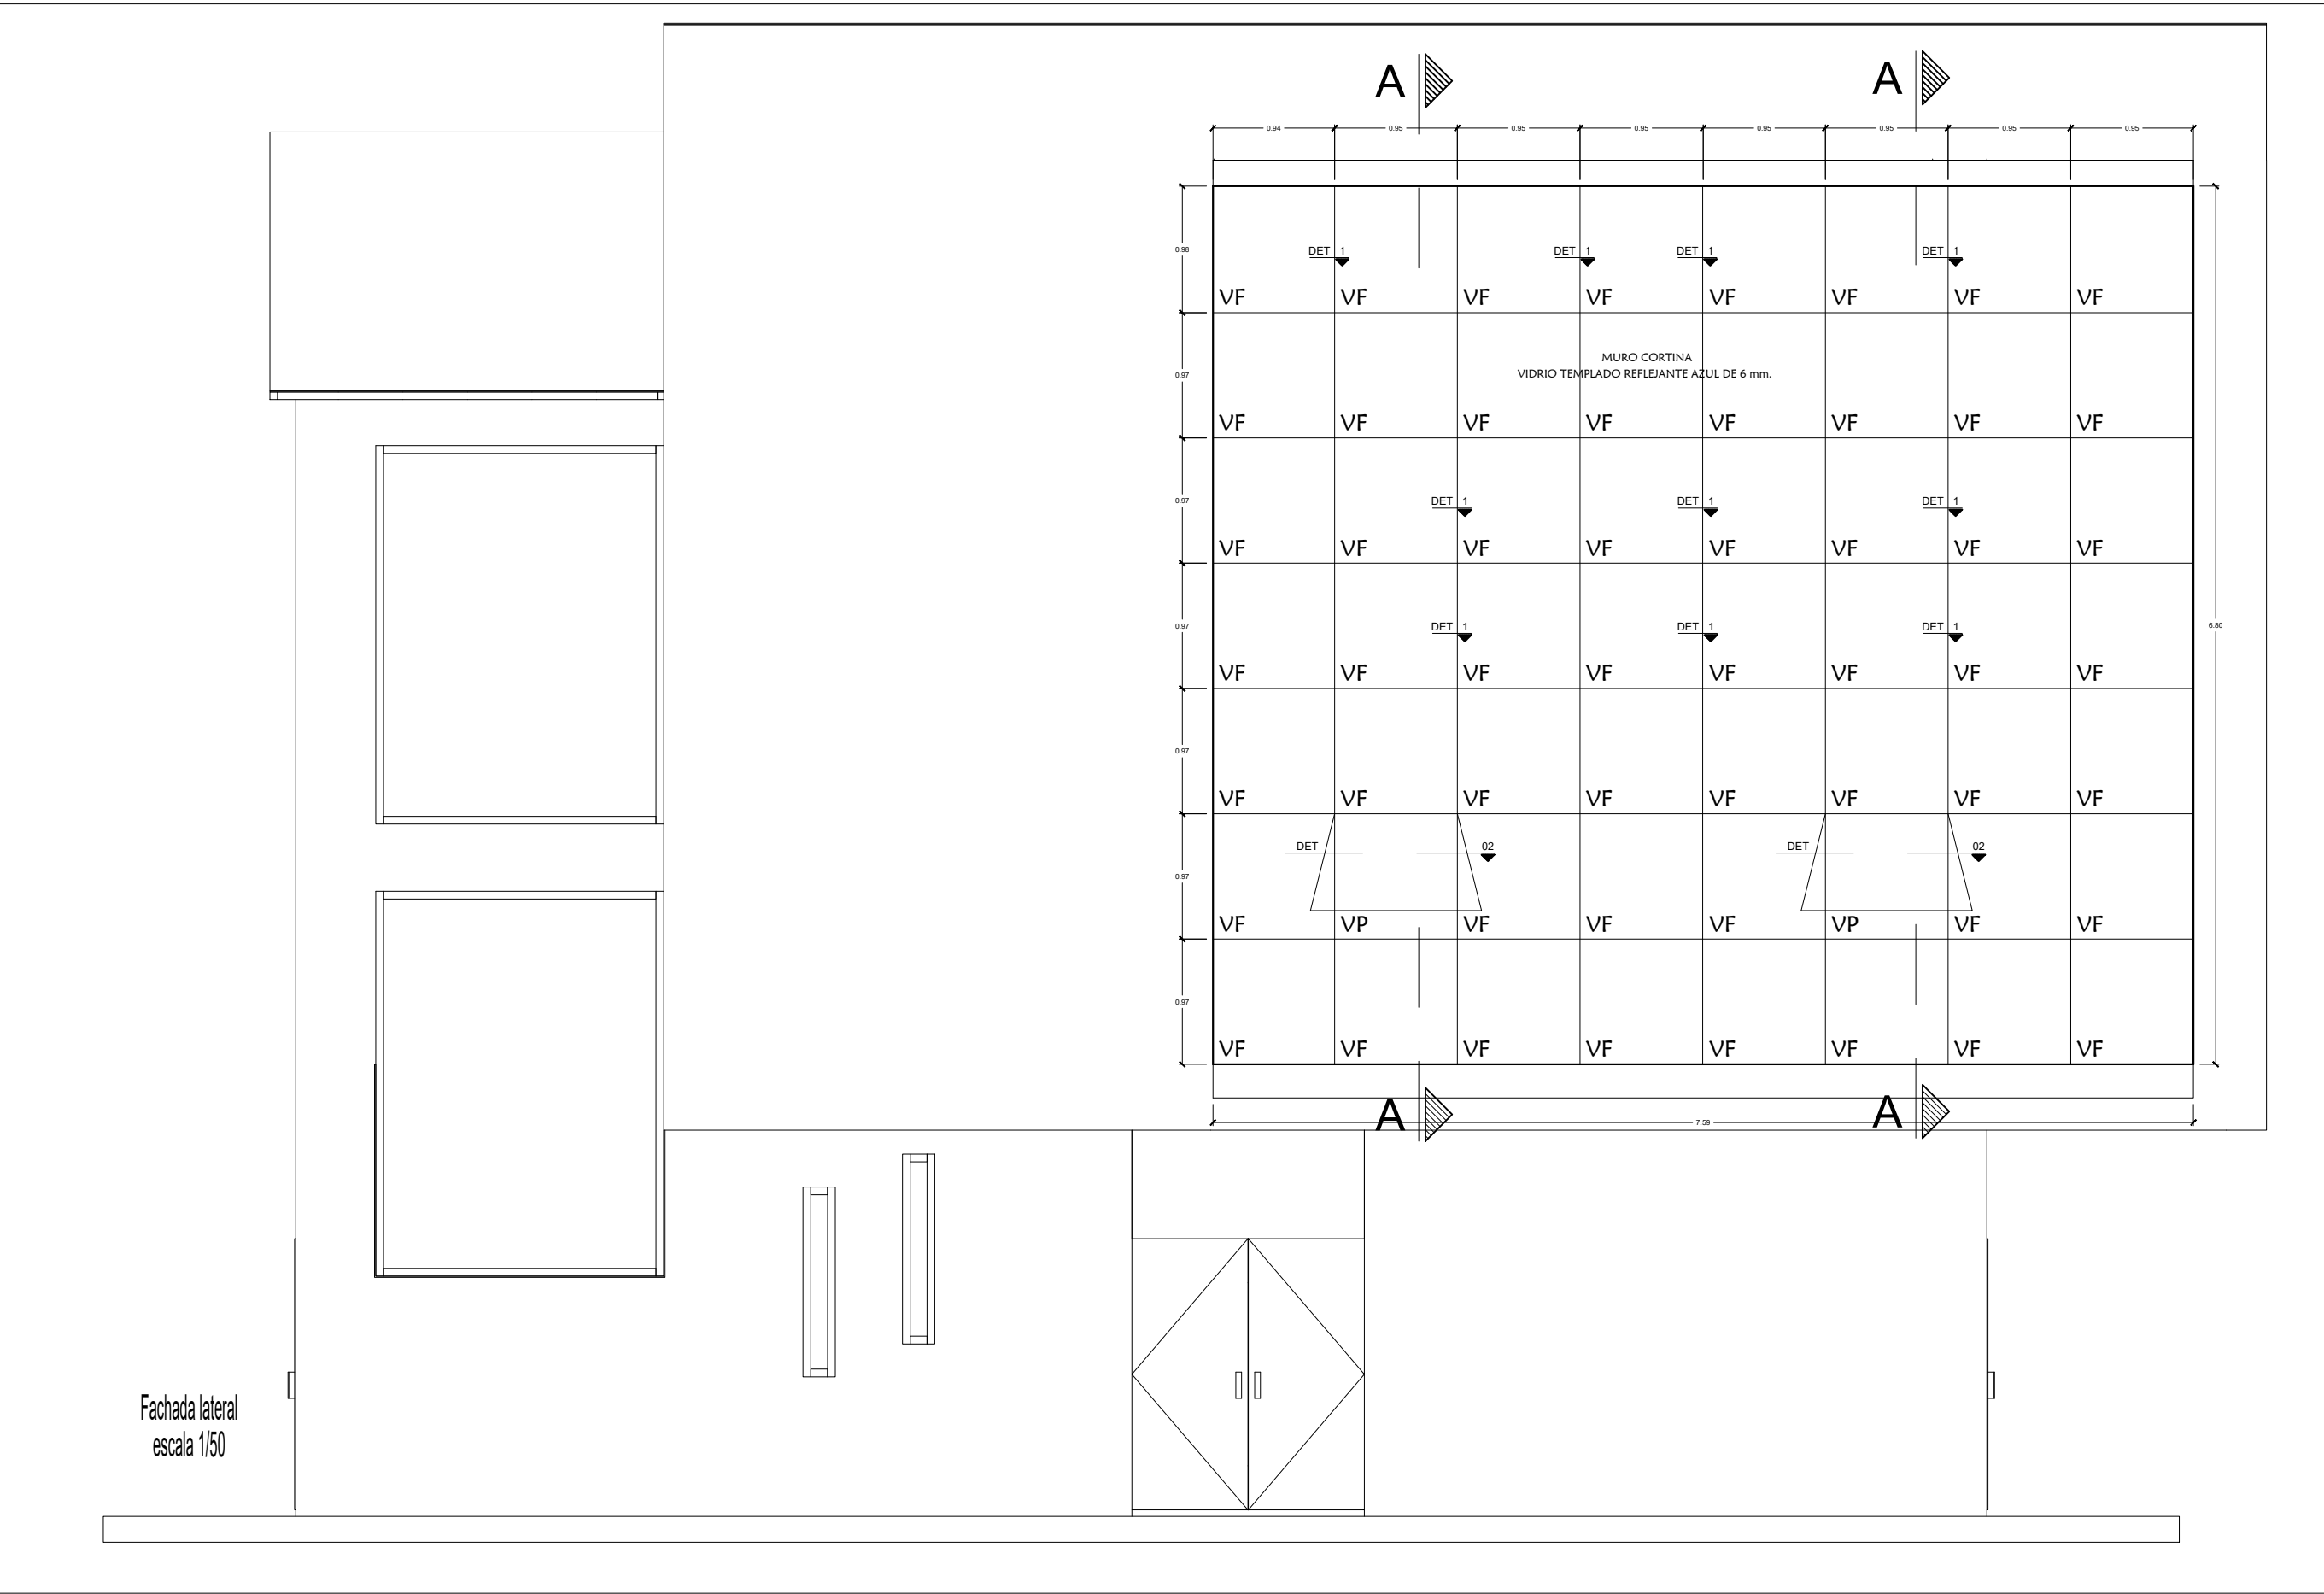 A A
0.94 0.95 0.95 0.95 0.95 0.95 0.95 0.95
0.98
DET 1 DET 1 DET 1 DET 1
VF VF VF VF VF VF VF VF
MURO CORTINA
VIDRIO TEMPLADO REFLEJANTE AZUL DE 6 mm.
0.97
VF VF VF VF VF VF VF VF
0.97
DET 1 DET 1 DET 1
VF VF VF VF VF VF VF VF
0.97
DET 1 DET 1 DET 1
6.80
VF VF VF VF VF VF VF VF
0.97
VF VF VF VF VF VF VF VF
DET 02 DET 02
0.97
VF VP VF VF VF VP VF VF
0.97
VF VF VF VF VF VF VF VF
A A
7.59
Fachada lateral
escala 1/50